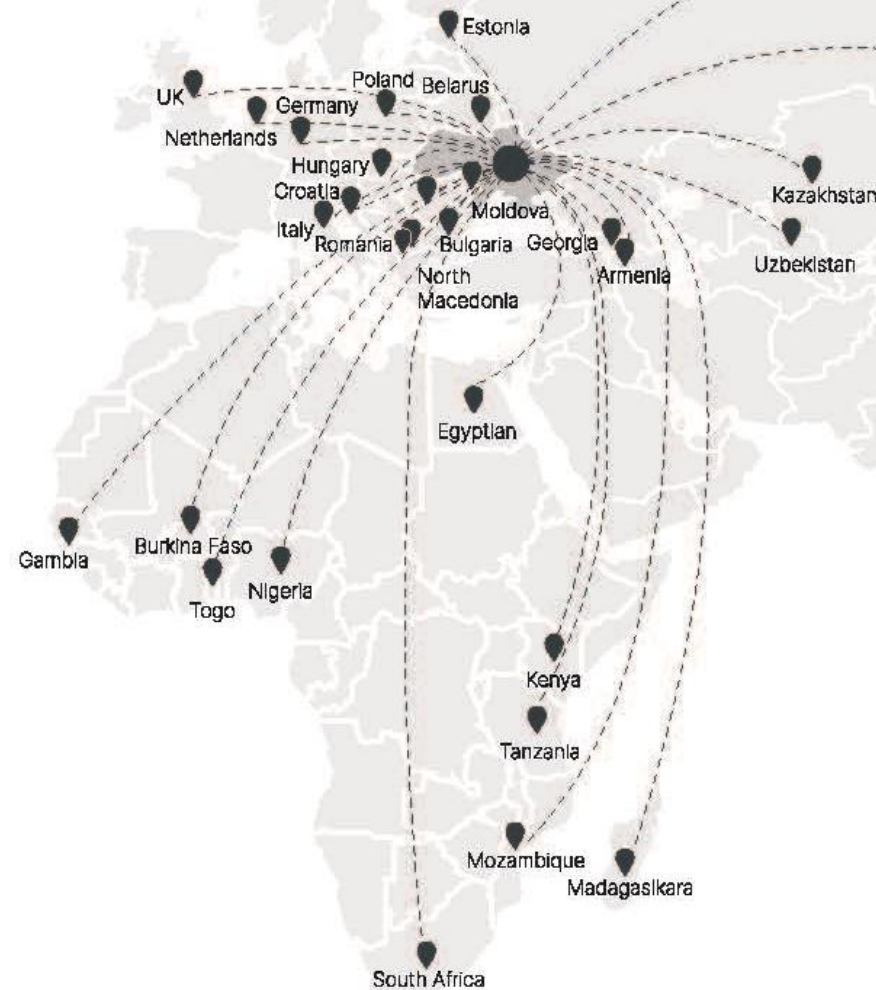 Estonia
Poland
Belarus
UK
Germany
Netherlands
Hungary
Kazakhstan
Croatia
Moldova
Italy
Romania
Bulgaria
Georgia
Uzbekistan
Armenia
North
Macedonia
Egyptian
Burkina Faso
Gambia
Nigeria
Togo
Kenya
Tanzania
Mozambique
Madagasikara
South Africa